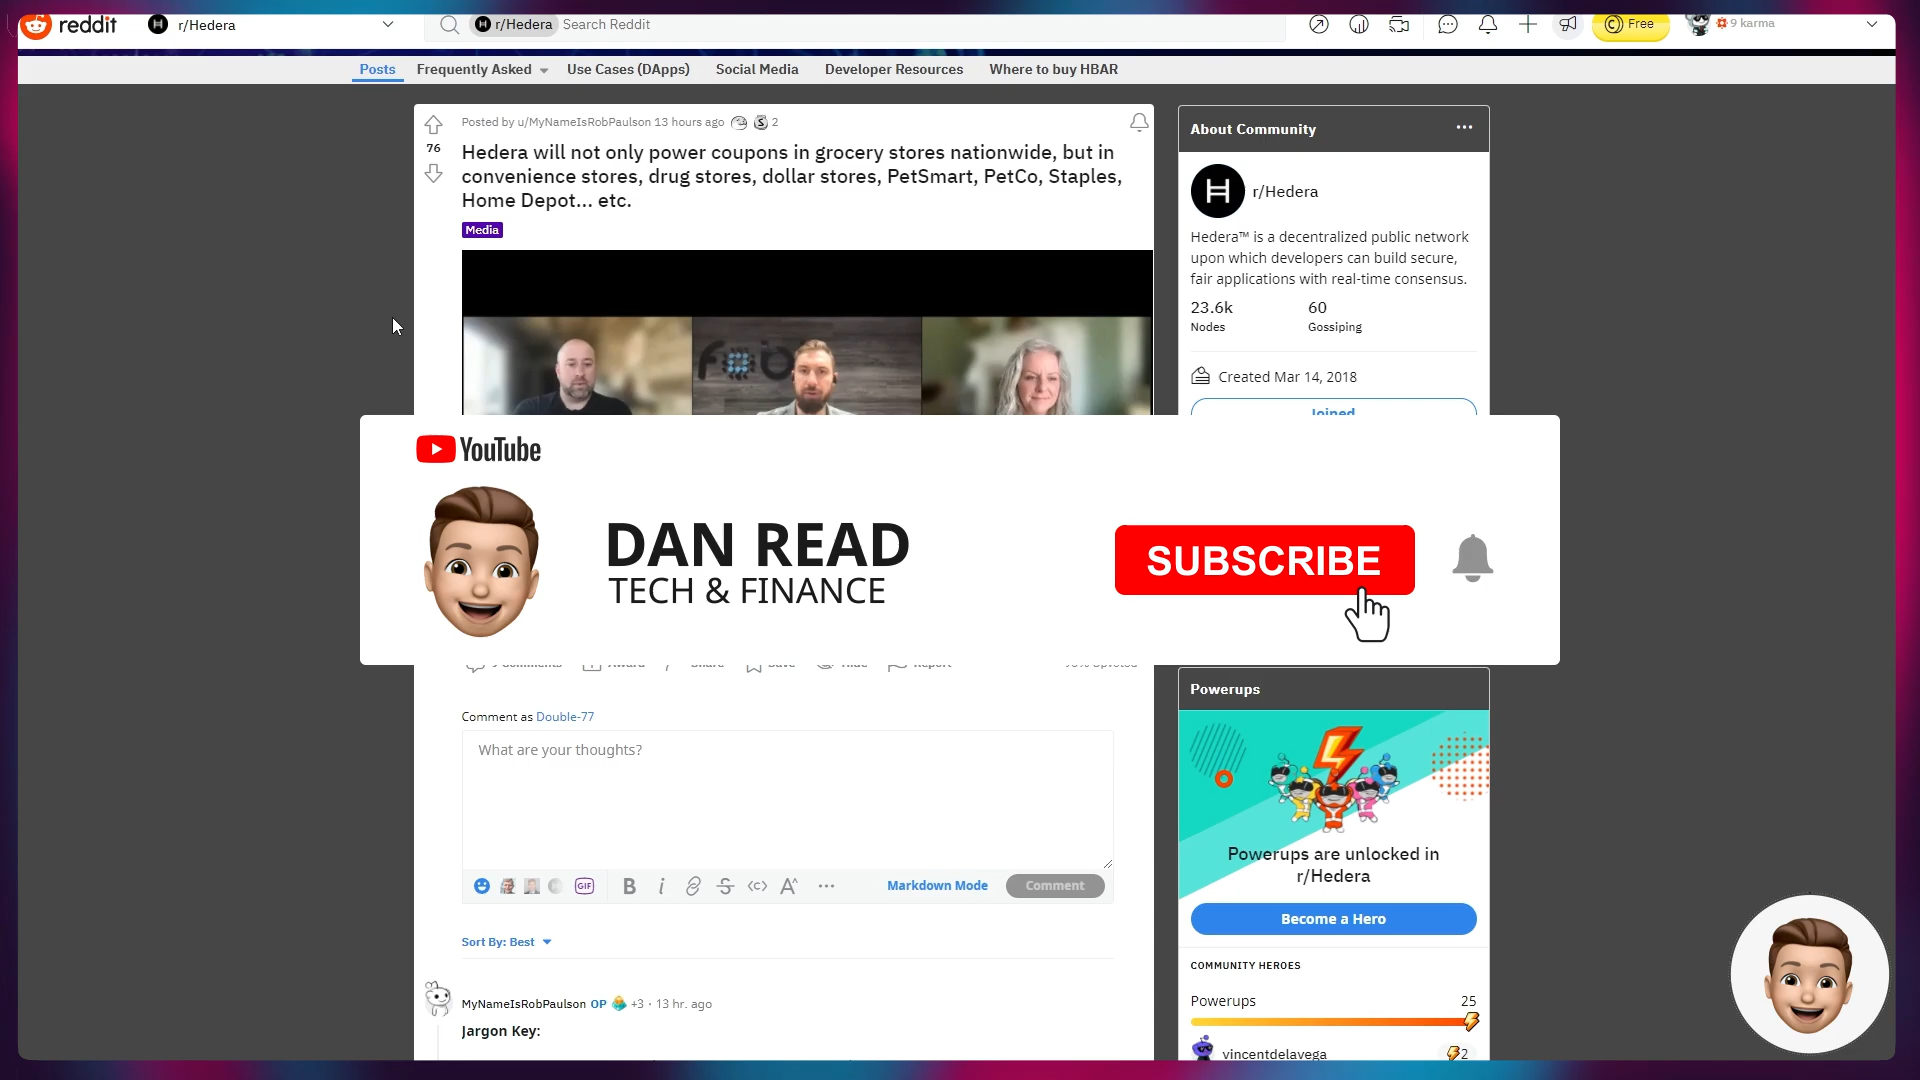 reddit
r/Hedera
r/Hedera
Search Reddit
Free
9 karma
Posts
Frequently Asked
Use Cases (DApps)
Social Media
Developer Resources
Where to buy HBAR
Posted by u/MyNameIsRobPaulson 13 hours ago
2
76
Hedera will not only power coupons in grocery stores nationwide, but in
convenience stores, drug stores, dollar stores, PetSmart, PetCo, Staples,
Home Depot... etc.
Media
About Community
r/Hedera
Hedera™ is a decentralized public network
upon which developers can build secure,
fair applications with real-time consensus.
23.6k
60
Nodes
Gossiping
Created Mar 14, 2018
Joined
YouTube
DAN READ
TECH & FINANCE
SUBSCRIBE
Comment as Double-77
What are your thoughts?
GIF
Markdown Mode
Comment
Sort By: Best
MyNameIsRobPaulson OP +3 · 13 hr. ago
Jargon Key:
Powerups
Powerups are unlocked in
r/Hedera
Become a Hero
COMMUNITY HEROES
Powerups
25
vincentdelavega
2